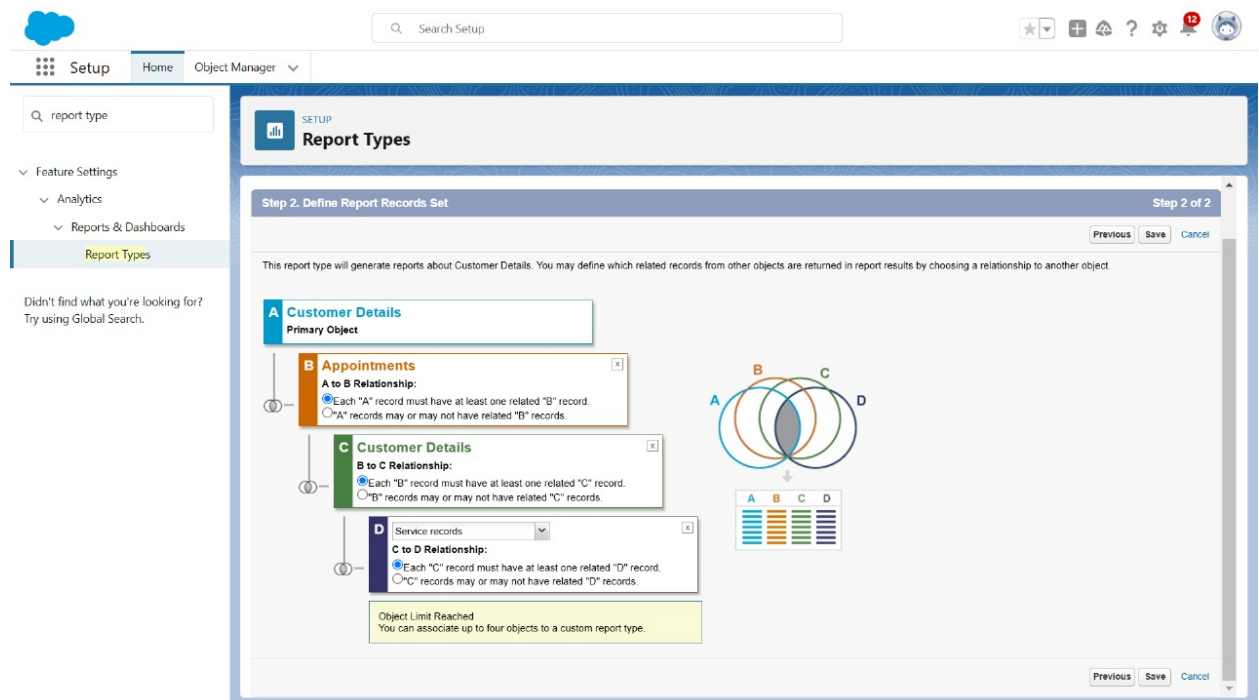 Search Setup
12
Setup
Home
Object Manager
report type
Feature Settings
Analytics
Reports & Dashboards
Report Types
Didn't find what you're looking for?
Try using Global Search.
SETUP
Report Types
Step 2. Define Report Records Set
Step 2 of 2
Previous
Save
Cancel
This report type will generate reports about Customer Details. You may define which related records from other objects are returned in report results by choosing a relationship to another object.
A
Customer Details
Primary Object
B
Appointments
x
A to B Relationship:
Each "A" record must have at least one related "B" record.
"A" records may or may not have related "B" records.
C
Customer Details
x
B to C Relationship:
Each "B" record must have at least one related "C" record.
"B" records may or may not have related "C" records.
D
Service records
x
C to D Relationship:
Each "C" record must have at least one related "D" record.
"C" records may or may not have related "D" records.
Object Limit Reached
You can associate up to four objects to a custom report type.
B
C
A
D
A B C D
Previous
Save
Cancel